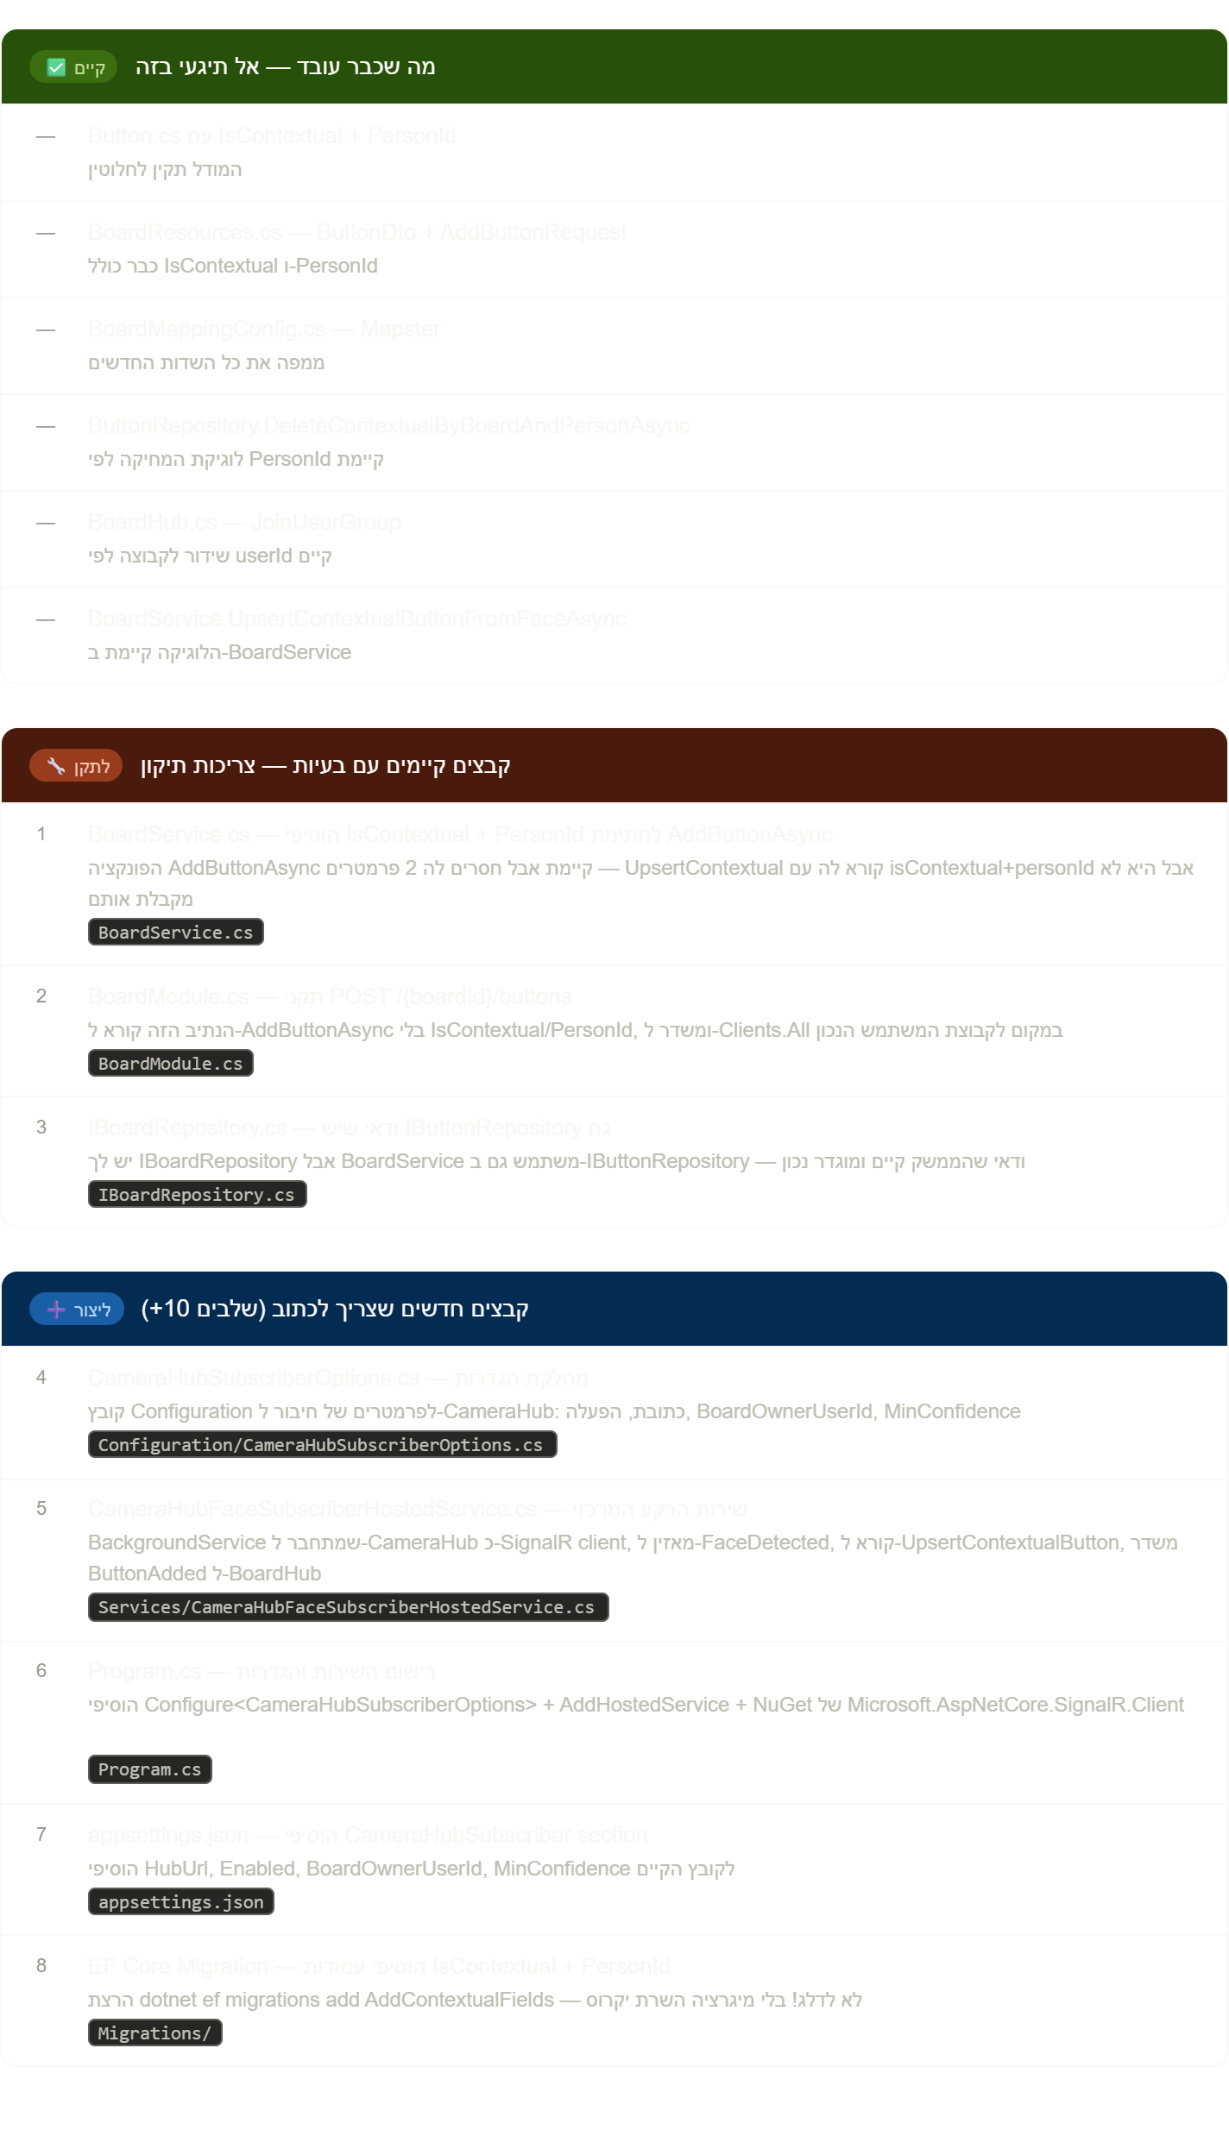 קיים ✅ מה שכבר עובד — אל תיגעי בזה
— Button.cs עם IsContextual + PersonId
המודל תקין לחלוטין
— BoardResources.cs — ButtonDto + AddButtonRequest
כבר כולל IsContextual ו-PersonId
— BoardMappingConfig.cs — Mapster
ממפה את כל השדות החדשים
— ButtonRepository.DeleteContextualByBoardAndPersonAsync
לוגיקת המחיקה לפי PersonId קיימת
— BoardHub.cs — JoinUserGroup
שידור לקבוצה לפי userId קיים
— BoardService.UpsertContextualButtonFromFaceAsync
הלוגיקה קיימת ב-BoardService
לתקן 🔧 קבצים קיימים עם בעיות — צריכות תיקון
1 BoardService.cs — הוסיפי IsContextual + PersonId לחתימת AddButtonAsync
הפונקציה AddButtonAsync קיימת אבל חסרים לה 2 פרמטרים — UpsertContextual קורא לה עם isContextual+personId אבל היא לא
מקבלת אותם
BoardService.cs
2 BoardModule.cs — תקני POST /{boardId}/buttons
הנתיב הזה קורא ל-AddButtonAsync בלי IsContextual/PersonId, ומשדר ל-Clients.All במקום לקבוצת המשתמש הנכון
BoardModule.cs
3 IBoardRepository.cs — ודאי שיש IButtonRepository גם
יש לך IBoardRepository אבל BoardService משתמש גם ב-IButtonRepository — ודאי שהממשק קיים ומוגדר נכון
IBoardRepository.cs
ליצור ➕ קבצים חדשים שצריך לכתוב (שלבים 10+)
4 CameraHubSubscriberOptions.cs — מחלקת הגדרות
קובץ Configuration לפרמטרים של חיבור ל-CameraHub: כתובת, הפעלה, BoardOwnerUserId, MinConfidence
Configuration/CameraHubSubscriberOptions.cs
5 CameraHubFaceSubscriberHostedService.cs — שירות הרקע המרכזי
BackgroundService שמתחבר ל-CameraHub כ-SignalR client, מאזין ל-FaceDetected, קורא ל-UpsertContextualButton, משדר
ButtonAdded ל-BoardHub
Services/CameraHubFaceSubscriberHostedService.cs
6 Program.cs — רישום השירות והגדרות
הוסיפי Configure<CameraHubSubscriberOptions> + AddHostedService + NuGet של Microsoft.AspNetCore.SignalR.Client
Program.cs
7 appsettings.json — הוסיפי CameraHubSubscriber section
הוסיפי HubUrl, Enabled, BoardOwnerUserId, MinConfidence לקובץ הקיים
appsettings.json
8 EF Core Migration — הוסיפי עמודות IsContextual + PersonId
הרצת dotnet ef migrations add AddContextualFields — לא לדלג! בלי מיגרציה השרת יקרוס
Migrations/